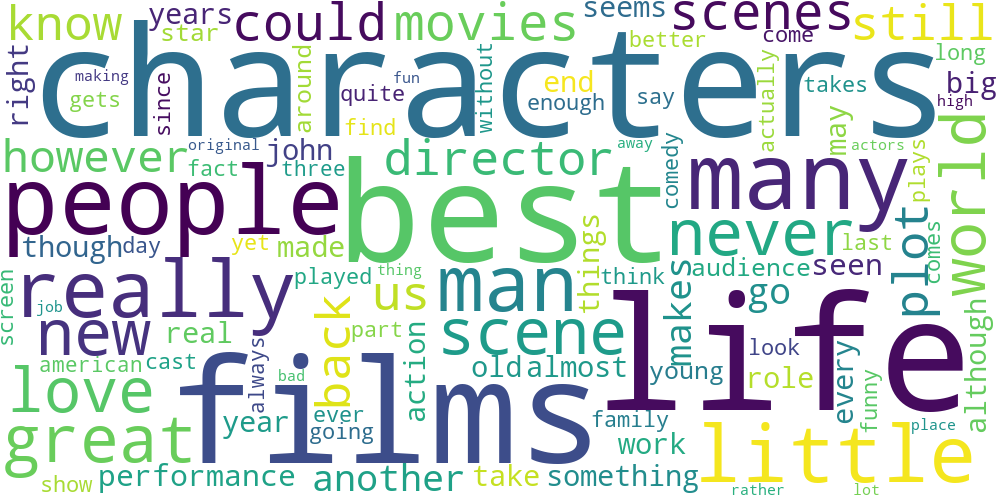 know
years
star
could
movies
seems
scenes
still
right
making
gets
since
characters
around
quite
fun
without
end
enough
better
say
come
actually
takes
long
big
high
find
however
original
john
fact
three
director
away
comedy
many
may
actors
plays
world
people
best
never
last
though
day
yet
made
things
plot
comes
screen
really
played
thing
us
man
think
audience
seen
job
new
real
back
part
scene
makes
go
life
american
cast
always
action
old
almost
young
look
role
every
funny
although
love
films
bad
year
ever
going
family
work
place
great
little
show
performance
another
take
something
rather
lot